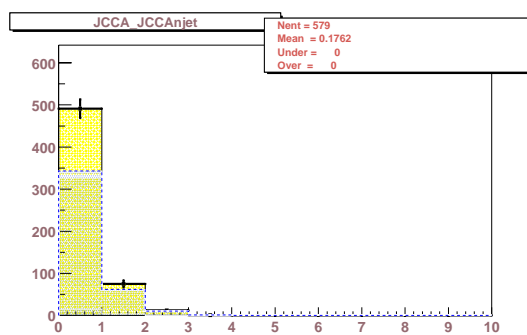 JCCA_JCCAnjet
Nent = 579
Mean = 0.1762
Under = 0
Over = 0
600
500
400
300
200
100
0
0 1 2 3 4 5 6 7 8 9 10